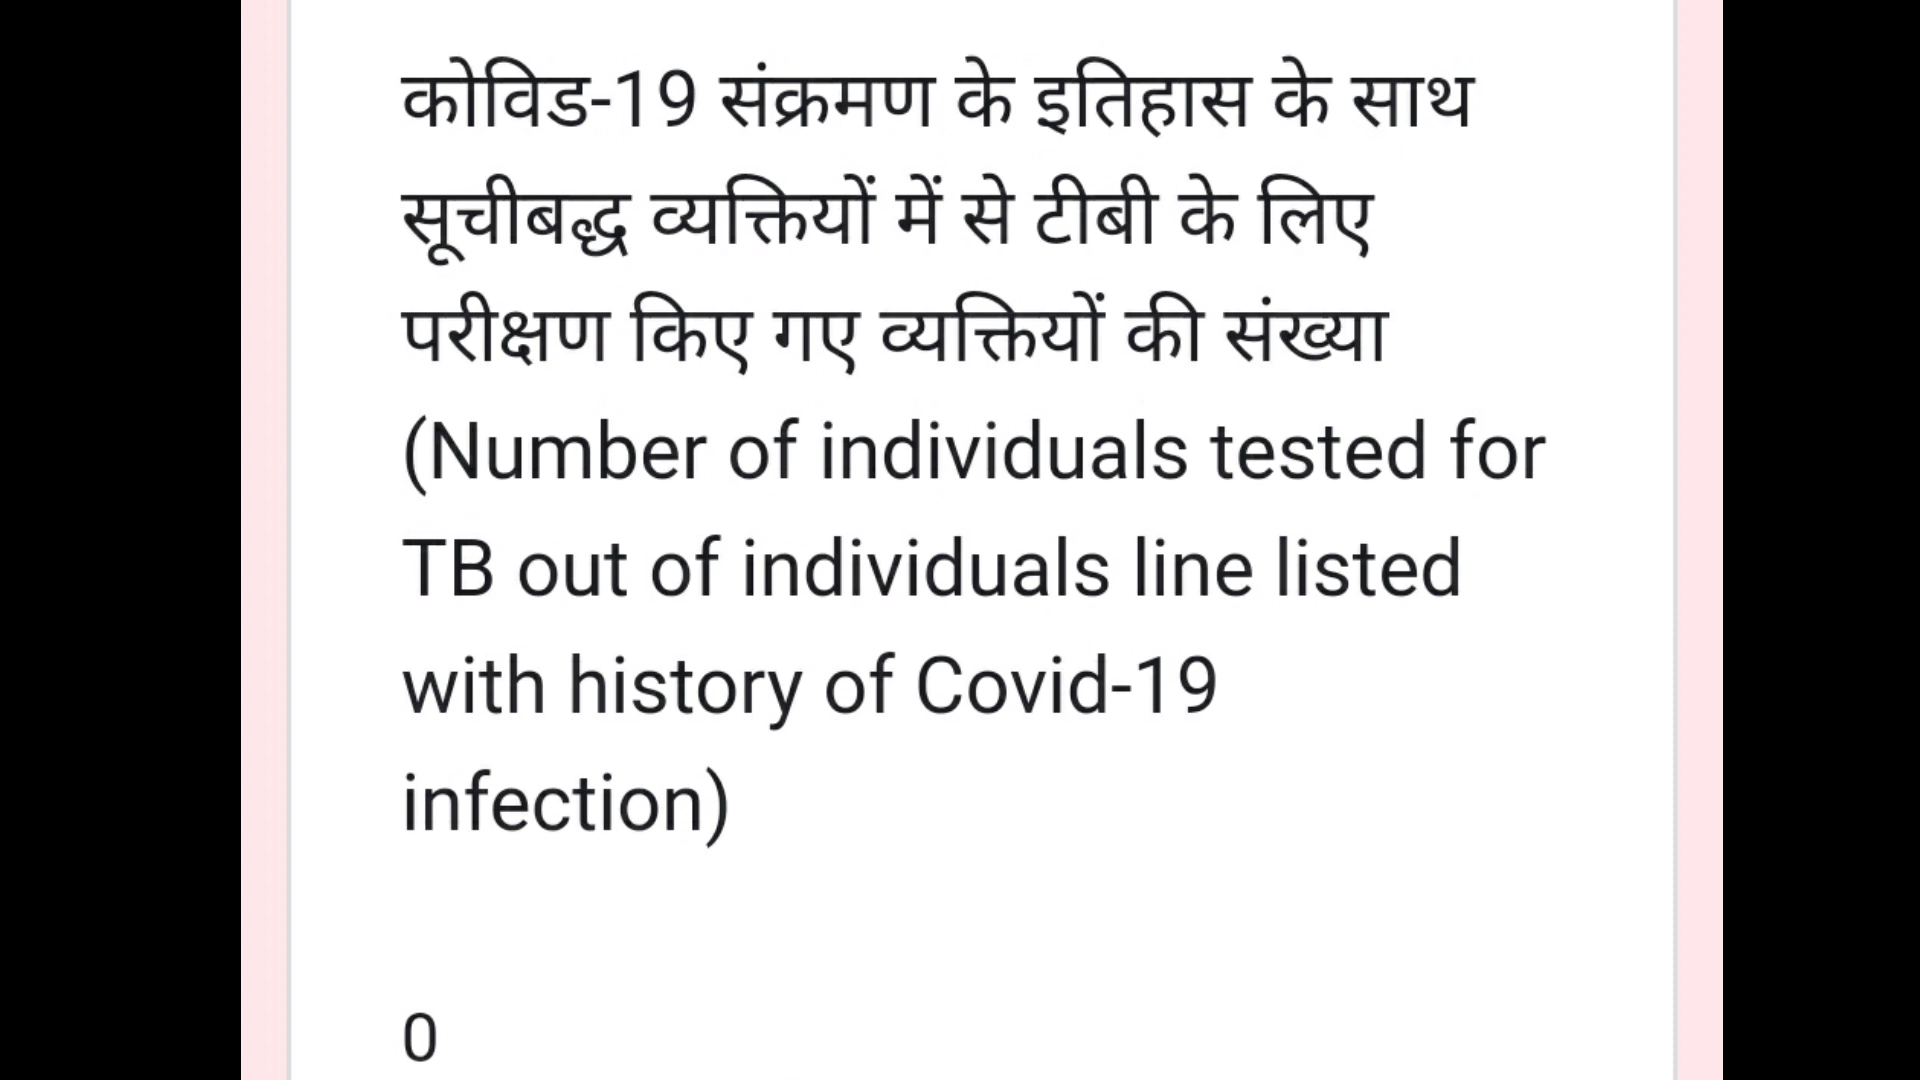 कोविड-19 संक्रमण के इतिहास के साथ
सूचीबद्ध व्यक्तियों में से टीबी के लिए
परीक्षण किए गए व्यक्तियों की संख्या
(Number of individuals tested for
TB out of individuals line listed
with history of Covid-19
infection)
0